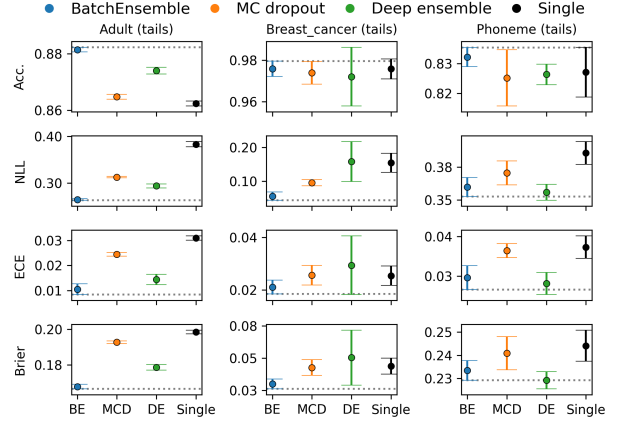 BatchEnsemble MC dropout Deep ensemble Single
Adult (tails) Breast_cancer (tails) Phoneme (tails)
Acc. 0.88 0.86 0.98 0.96 0.83 0.82
NLL 0.40 0.30 0.20 0.10 0.38 0.35
ECE 0.03 0.02 0.01 0.04 0.02 0.04 0.03
Brier 0.20 0.18 0.08 0.05 0.03 0.25 0.24 0.23
BE MCD DE Single BE MCD DE Single BE MCD DE Single